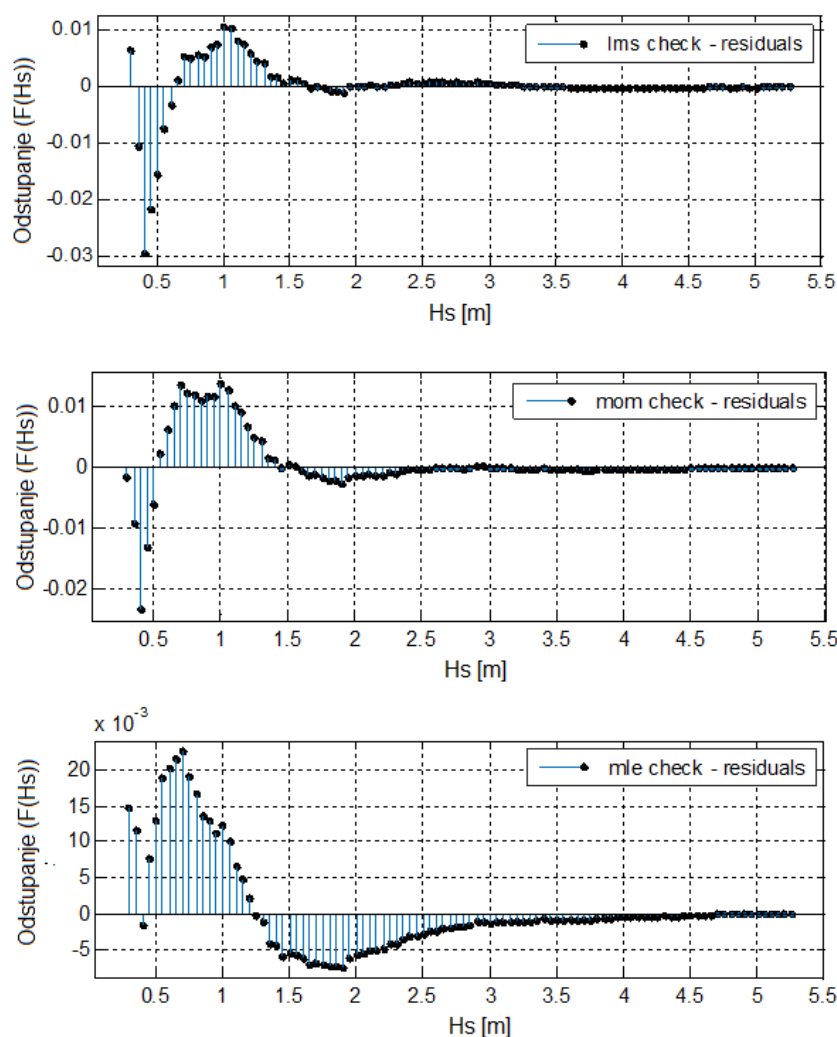 0.01
0
-0.01
-0.02
-0.03
Odstupanje (F(Hs))
lms check - residuals
0.5 1 1.5 2 2.5 3 3.5 4 4.5 5 5.5
Hs [m]
0.01
0
-0.01
-0.02
Odstupanje (F(Hs))
mom check - residuals
0.5 1 1.5 2 2.5 3 3.5 4 4.5 5 5.5
Hs [m]
x 10-3
20
15
10
5
0
-5
Odstupanje (F(Hs))
mle check - residuals
0.5 1 1.5 2 2.5 3 3.5 4 4.5 5 5.5
Hs [m]